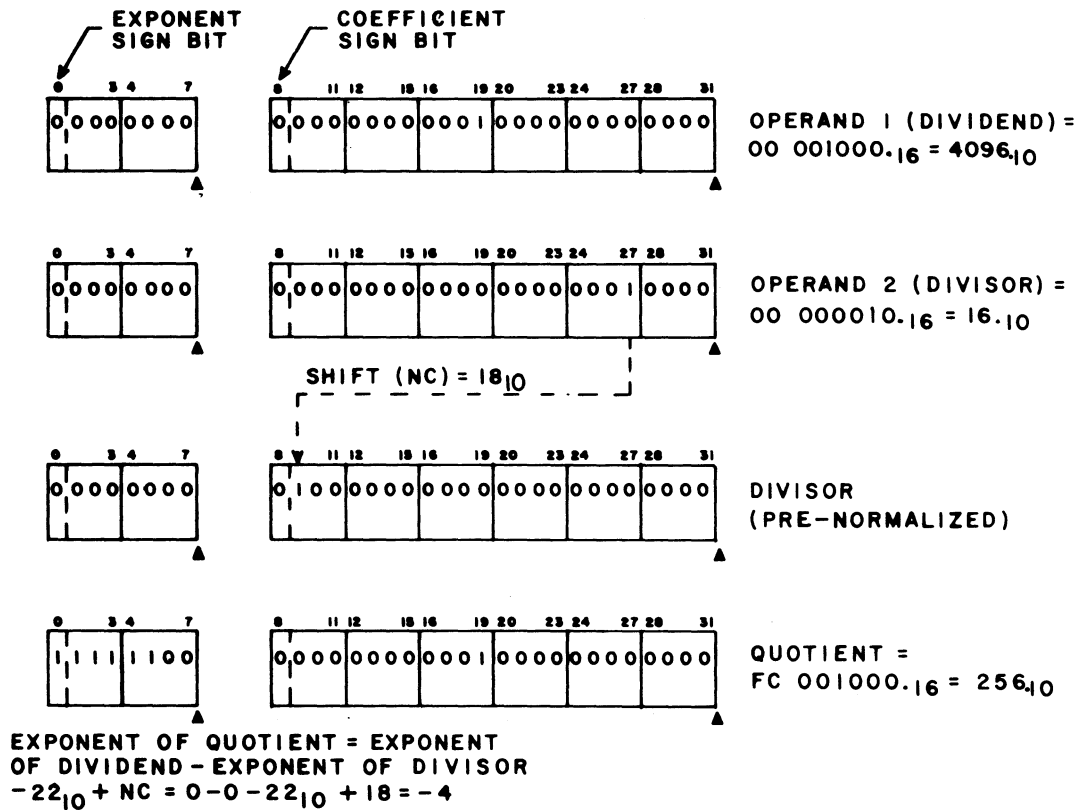 EXPONENT SIGN BIT
COEFFICIENT SIGN BIT
0 3 4 7 8 11 12 15 16 19 20 23 24 27 28 31
0 000 0000 0 000 0000 0001 0000 0000 0000
OPERAND 1 (DIVIDEND) =
00 001000.16 = 4096.10
0 3 4 7 8 11 12 15 16 19 20 23 24 27 28 31
0 000 0000 0 000 0000 0000 0000 0001 0000
OPERAND 2 (DIVISOR) =
00 000010.16 = 16.10
SHIFT (NC) = 1810
0 3 4 7 8 11 12 15 16 19 20 23 24 27 28 31
0 000 0000 0 100 0000 0000 0000 0000 0000
DIVISOR
(PRE-NORMALIZED)
0 3 4 7 8 11 12 15 16 19 20 23 24 27 28 31
1 111 1100 0 000 0000 0001 0000 0000 0000
QUOTIENT =
FC 001000.16 = 256.10
EXPONENT OF QUOTIENT = EXPONENT
OF DIVIDEND - EXPONENT OF DIVISOR
-2210 + NC = 0-0-2210 + 18 = -4